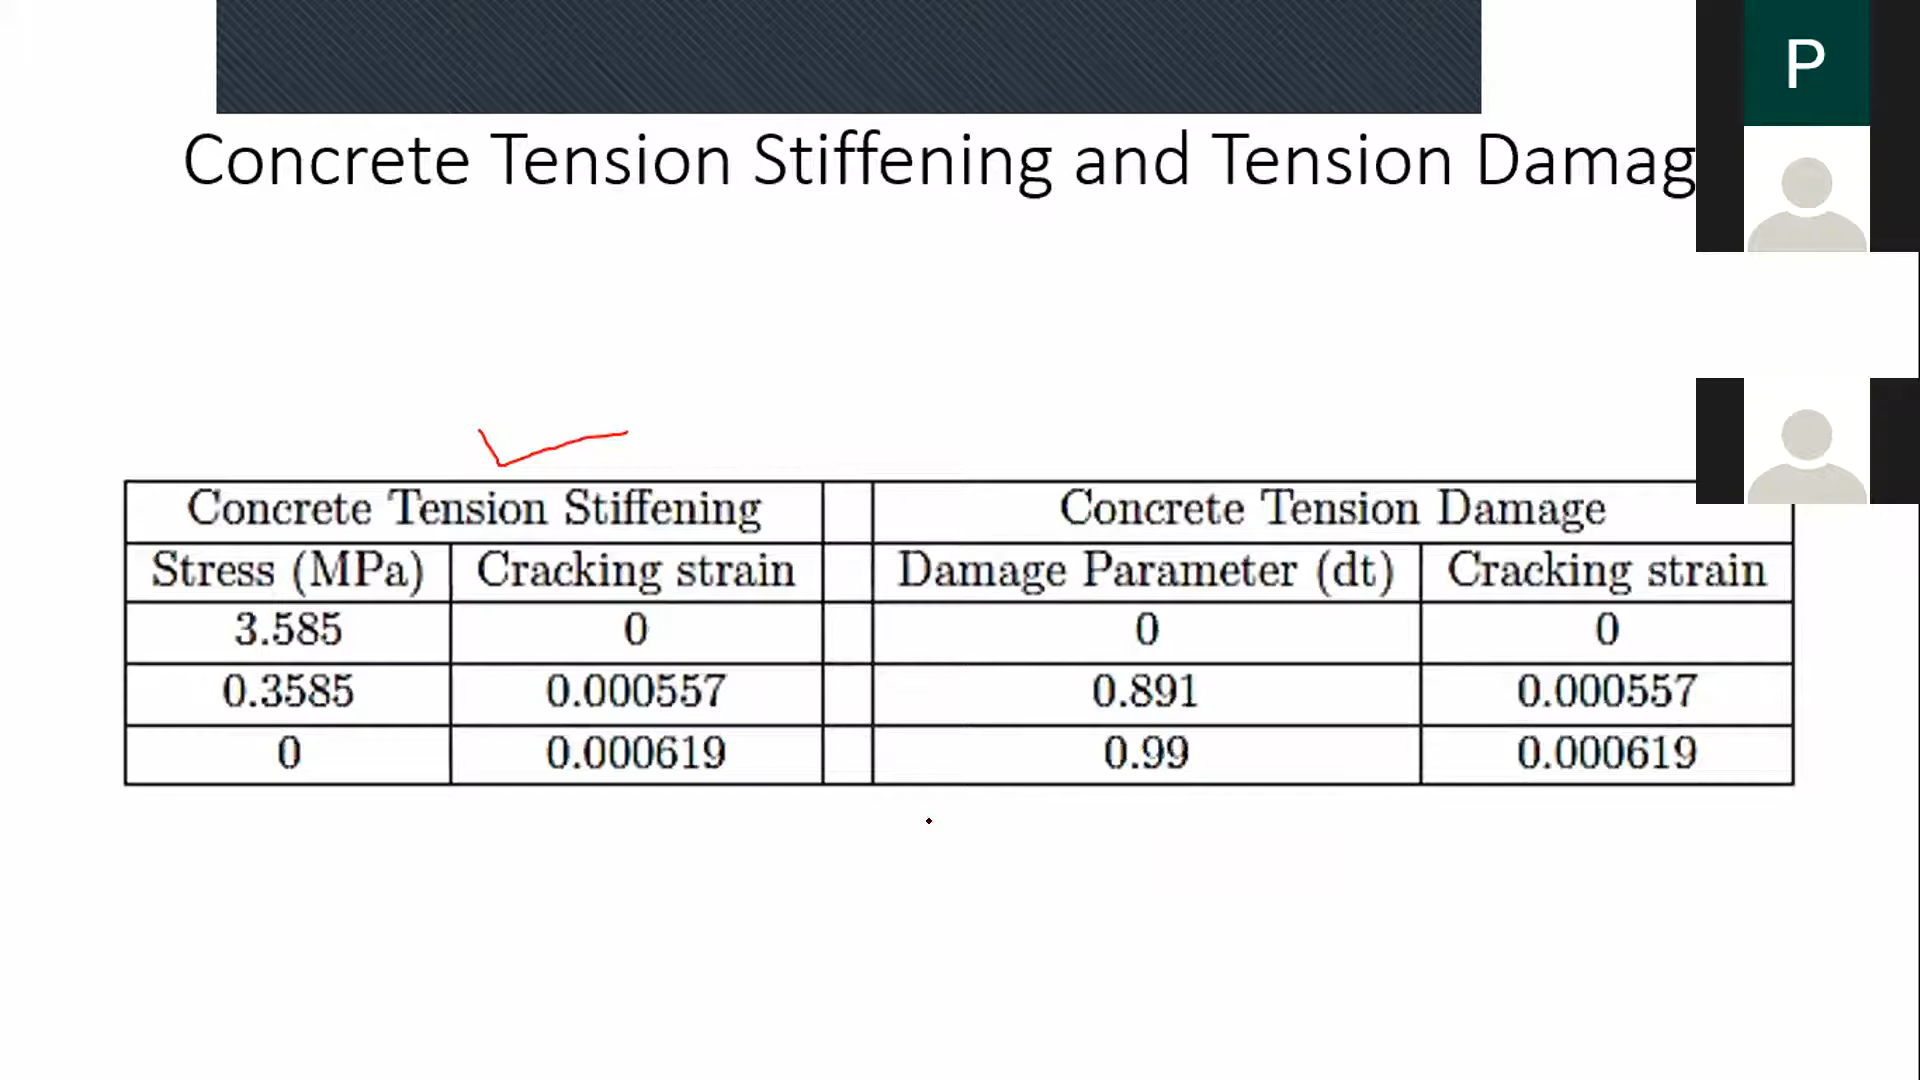 P
Concrete Tension Stiffening and Tension Damag
Concrete Tension Stiffening Concrete Tension Damage
Stress (MPa) Cracking strain Damage Parameter (dt) Cracking strain
3.585 0 0 0
0.3585 0.000557 0.891 0.000557
0 0.000619 0.99 0.000619